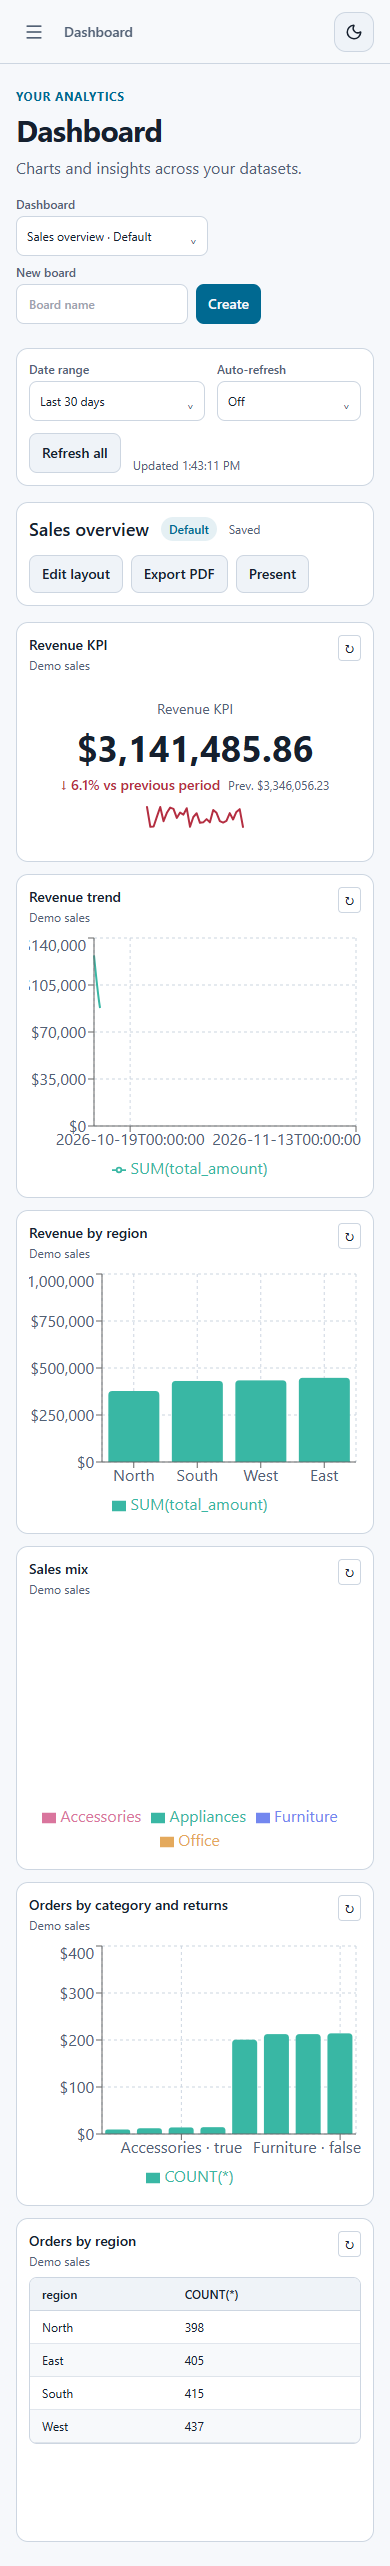 Dashboard
YOUR ANALYTICS
Dashboard
Charts and insights across your datasets.
Dashboard
Sales overview · Default
New board
Board name
Create
Date range
Auto-refresh
Last 30 days
Off
Refresh all
Updated 1:43:11 PM
Sales overview
Default
Saved
Edit layout
Export PDF
Present
Revenue KPI
Demo sales
Revenue KPI
$3,141,485.86
↓ 6.1% vs previous period
Prev. $3,346,056.23
Revenue trend
Demo sales
140,000
105,000
$70,000
$35,000
$0
2026-10-19T00:00:00
2026-11-13T00:00:00
SUM(total_amount)
Revenue by region
Demo sales
1,000,000
$750,000
$500,000
$250,000
$0
North
South
West
East
SUM(total_amount)
Sales mix
Demo sales
Accessories
Appliances
Furniture
Office
Orders by category and returns
Demo sales
$400
$300
$200
$100
$0
Accessories · true
Furniture · false
COUNT(*)
Orders by region
Demo sales
region
COUNT(*)
North
398
East
405
South
415
West
437